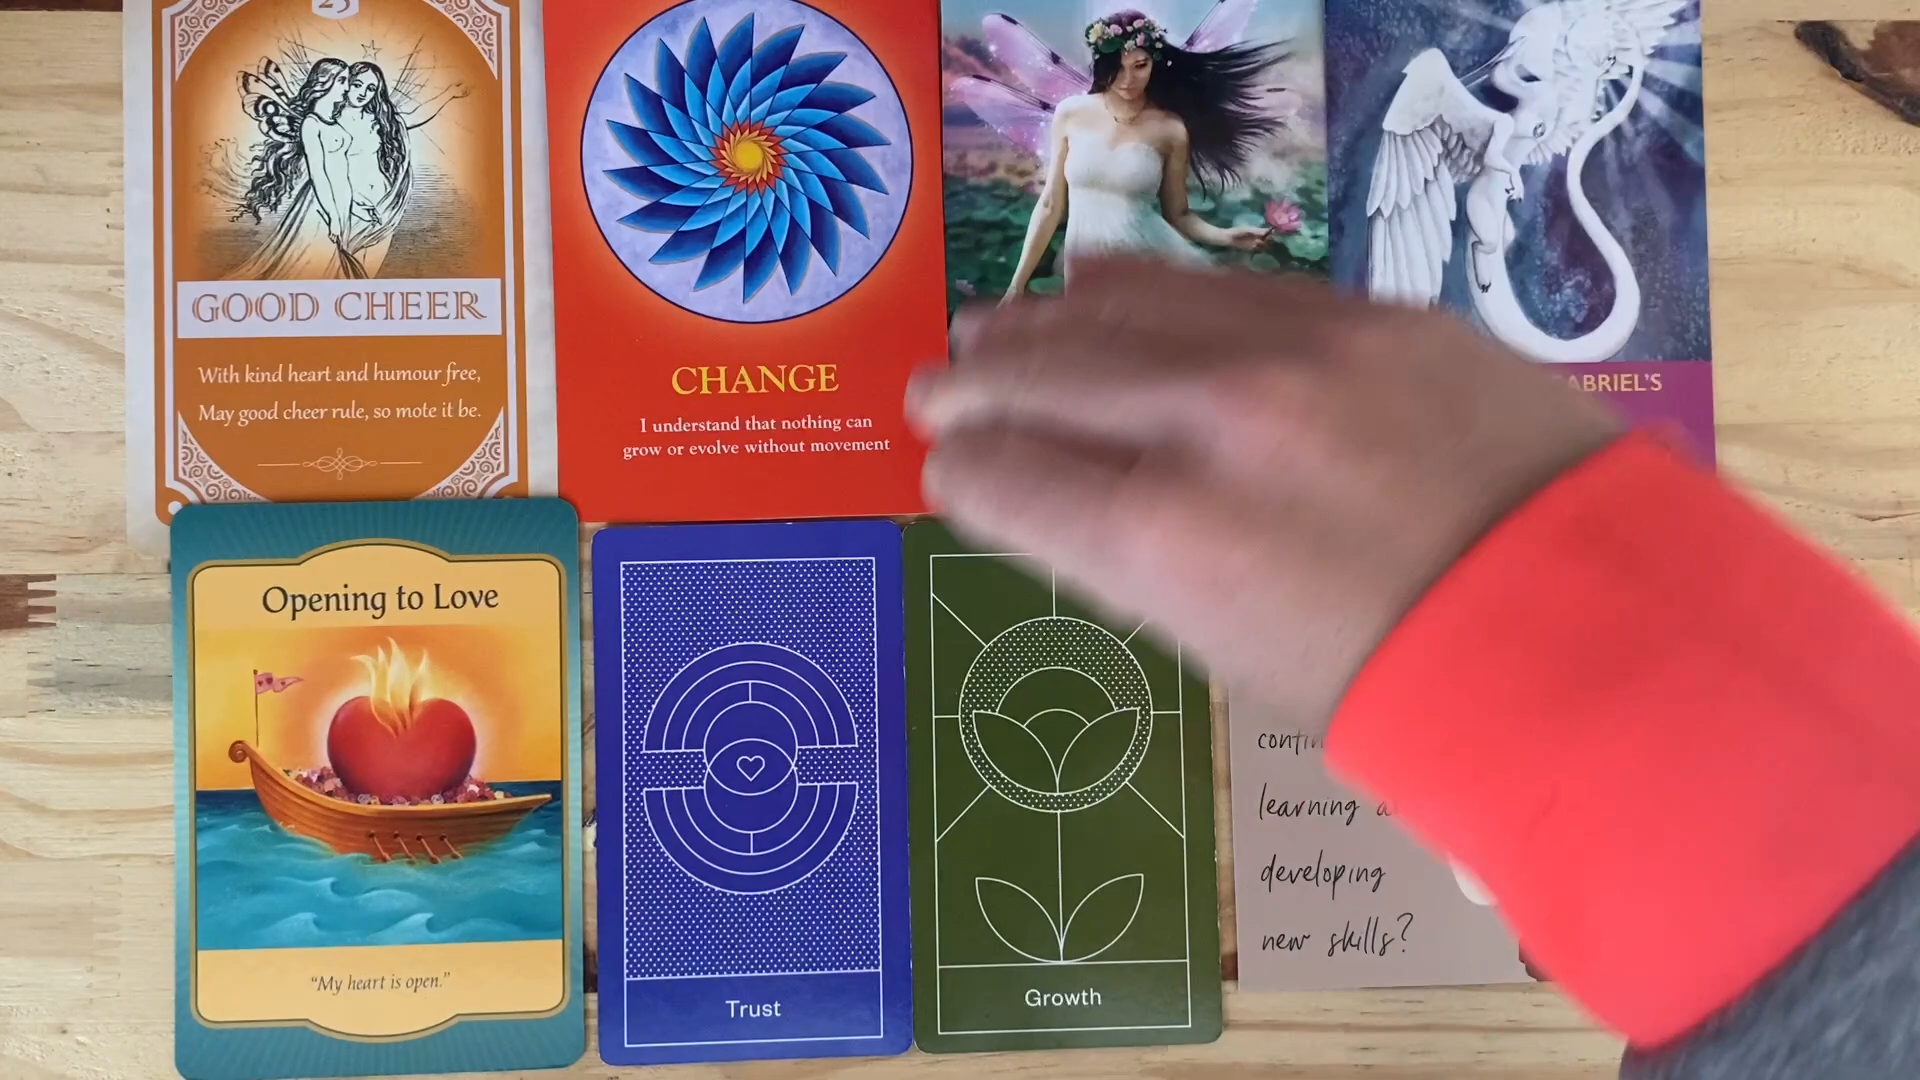 25
GOOD CHEER
With kind heart and humour free,
May good cheer rule, so mote it be.
CHANGE
I understand that nothing can
grow or evolve without movement
Opening to Love
"My heart is open."
Trust
Growth
learning
developing
new skills?